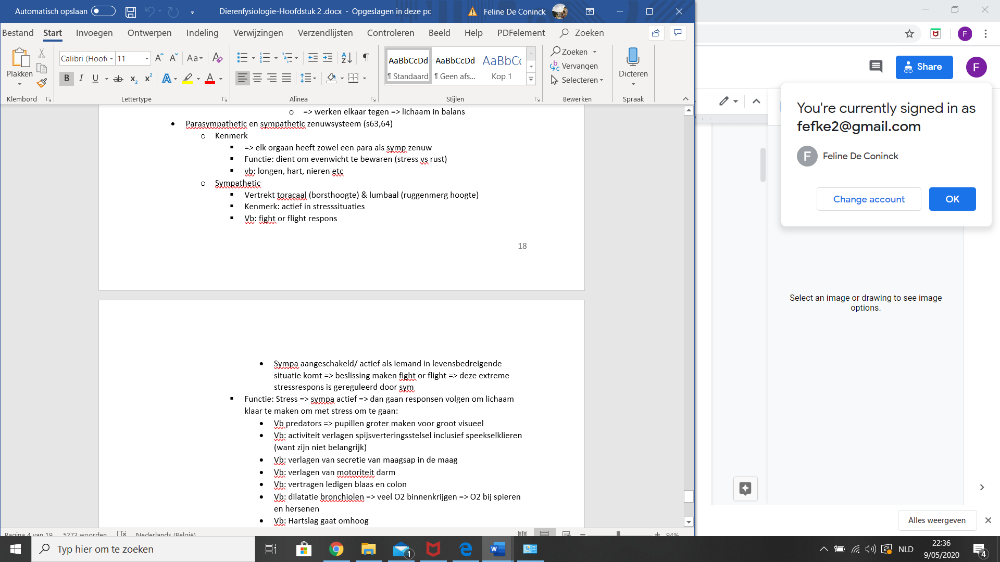 Automatisch opslaan
Dierenfysiologie-Hoofdstuk 2 .docx - Opgeslagen in deze pc
Feline De Coninck
Bestand Start Invoegen Ontwerpen Indeling Verwijzingen Verzendlijsten Controleren Beeld Help PDFelement Zoeken
Plakken
Klembord
Calibri (Hoofc 11
Lettertype
Alinea
AaBbCcDd AaBbCcDd AaBbCc
¶ Standaard ¶ Geen afs... Kop 1
Stijlen
Zoeken
Vervangen
Selecteren
Bewerken
Dicteren
Spraak
o => werken elkaar tegen => lichaam in balans
• Parasympathetic en sympathetic zenuwsysteem (s63,64)
o Kenmerk
▪ => elk orgaan heeft zowel een para als symp zenuw
▪ Functie: dient om evenwicht te bewaren (stress vs rust)
▪ vb: longen, hart, nieren etc
o Sympathetic
▪ Vertrekt toracaal (borsthoogte) & lumbaal (ruggenmerg hoogte)
▪ Kenmerk: actief in stresssituaties
▪ Vb: fight or flight respons
18
• Sympa aangeschakeld/ actief als iemand in levensbedreigende
situatie komt => beslissing maken fight or flight => deze extreme
stressrespons is gereguleerd door sym
▪ Functie: Stress => sympa actief => dan gaan responsen volgen om lichaam
klaar te maken om met stress om te gaan:
• Vb predators => pupillen groter maken voor groot visueel
• Vb: activiteit verlagen spijsverteringsstelsel inclusief speekselklieren
(want zijn niet belangrijk)
• Vb: verlagen van secretie van maagsap in de maag
• Vb: verlagen van motoriteit darm
• Vb: vertragen ledigen blaas en colon
• Vb: dilatatie bronchiolen => veel O2 binnenkrijgen => O2 bij spieren
en hersenen
• Vb: Hartslag gaat omhoog
Pagina 4 van 19 5273 woorden Nederlands (België) 94%
F
Share
F
You're currently signed in as
fefke2@gmail.com
F Feline De Coninck
Change account OK
Select an image or drawing to see image
options.
Alles weergeven
Typ hier om te zoeken
1
NLD
22:36
9/05/2020
4